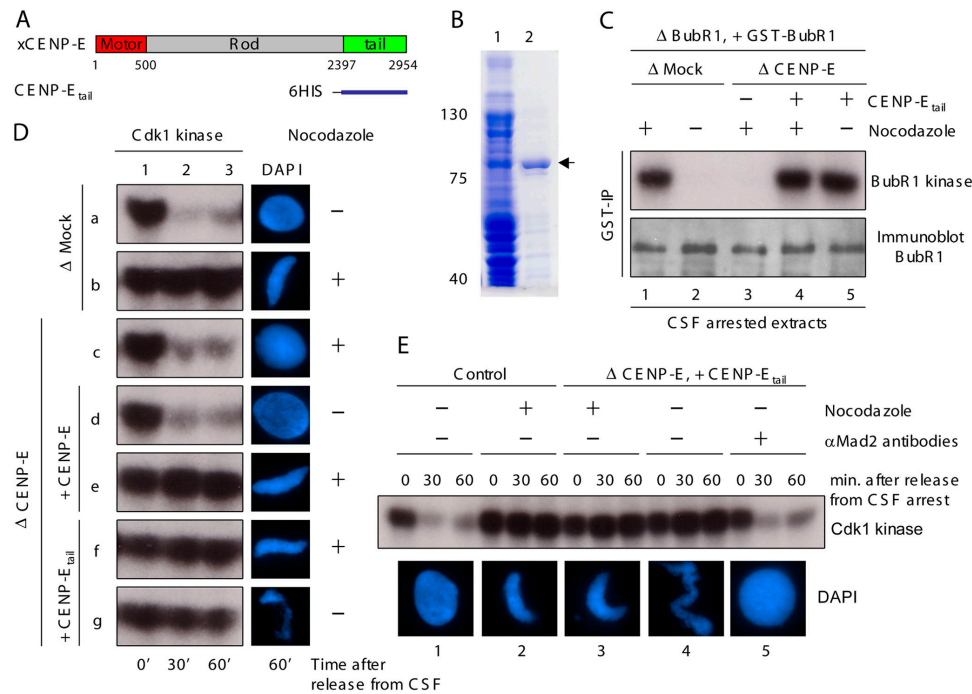 A
xCENP-E
Motor Rod tail
1 500 2397 2954
CENP-Etail 6HIS
B
1 2
130
75
40
C
Δ BubR1, + GST-BubR1
Δ Mock Δ CENP-E
− + + CENP-Etail
+ − + + − Nocodazole
GST-IP
BubR1 kinase
Immunoblot
BubR1
1 2 3 4 5
CSF arrested extracts
D
Cdk1 kinase Nocodazole
1 2 3 DAPI
Δ Mock
a −
b +
Δ CENP-E
c +
+ CENP-E
d −
e +
+ CENP-Etail
f +
g −
0’ 30’ 60’ 60’ Time after
release from CSF
E
Control Δ CENP-E, + CENP-Etail
− + + − − Nocodazole
− − − − + αMad2 antibodies
0 30 60 0 30 60 0 30 60 0 30 60 0 30 60 min. after release
from CSF arrest
Cdk1 kinase
DAPI
1 2 3 4 5